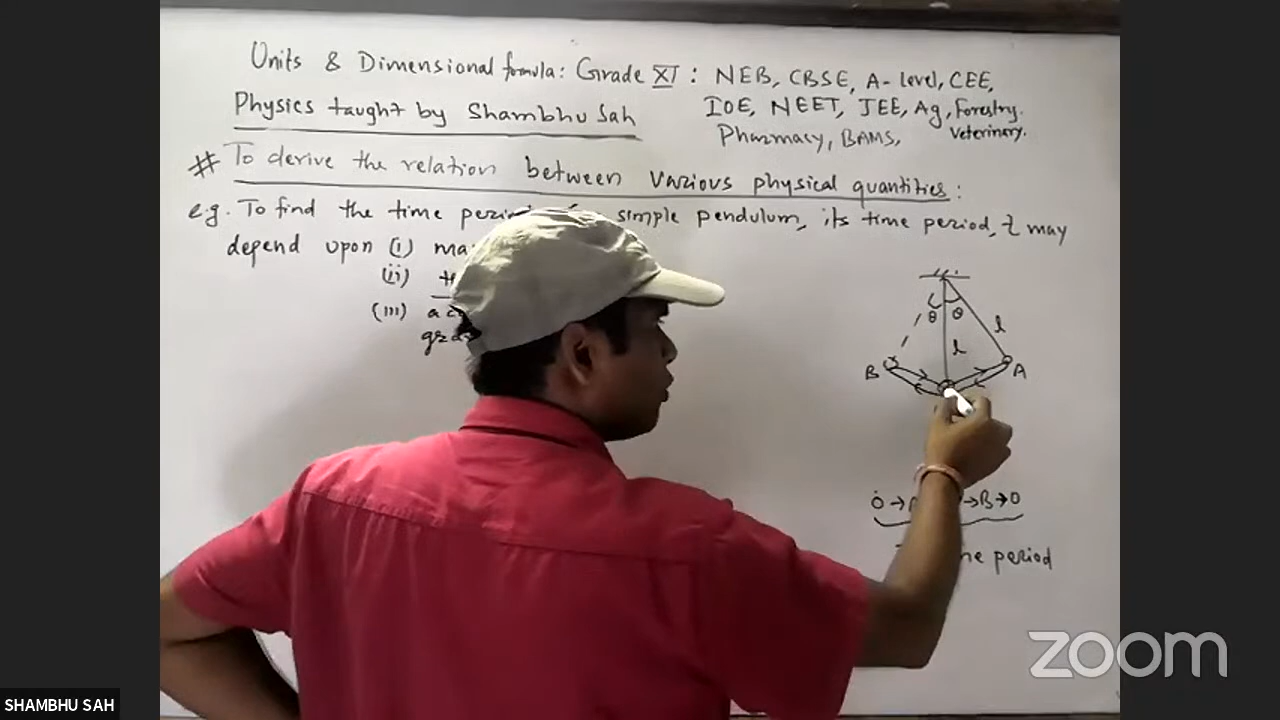 Units & Dimensional formula: Grade XI : NEB, CBSE, A-level, CEE,
Physics taught by Shambhu Sah
IOE, NEET, JEE, Ag, Forestry.
Pharmacy, BAMS, Veterinary.
# To derive the relation between various physical quantities:
e.g. To find the time simple pendulum, its time period, t may
depend upon (i)
(ii)
(iii)
θ θ l
l
B A
O → → B → O
period
zoom
SHAMBHU SAH